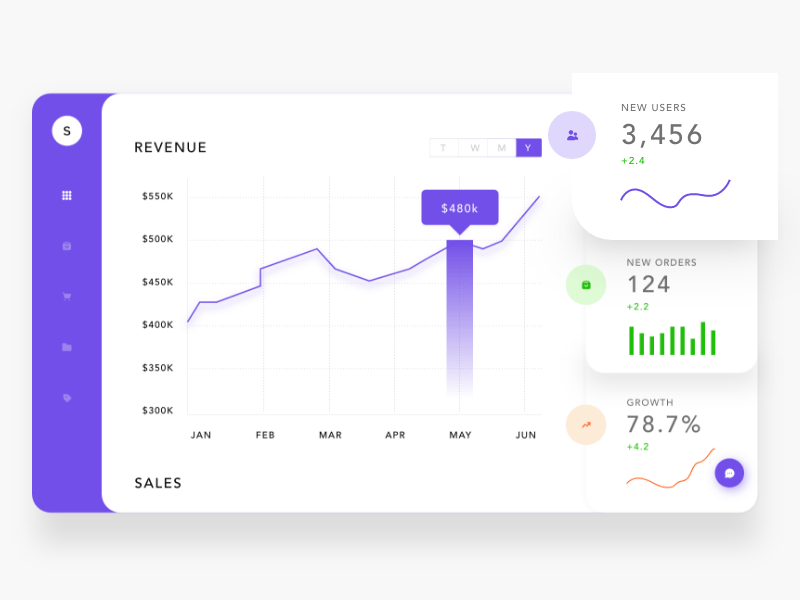 S
REVENUE
T W M Y
$550K
$500K
$450K
$400K
$350K
$300K
$480k
JAN FEB MAR APR MAY JUN
SALES
NEW USERS
3,456
+2.4
NEW ORDERS
124
+2.2
GROWTH
78.7%
+4.2